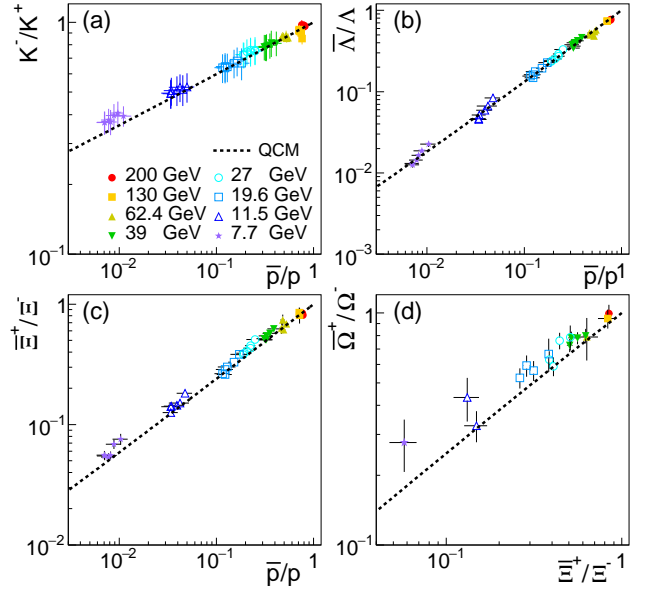 (a)
K⁻/K⁺
1
10⁻¹
10⁻² 10⁻¹ 1
p̅/p
QCM
200 GeV
130 GeV
62.4 GeV
39 GeV
27 GeV
19.6 GeV
11.5 GeV
7.7 GeV
(b)
Λ̅/Λ
1
10⁻¹
10⁻²
10⁻³
10⁻² 10⁻¹ 1
p̅/p
(c)
Ξ̅⁺/Ξ⁻
1
10⁻¹
10⁻²
10⁻² 10⁻¹ 1
p̅/p
(d)
Ω̅⁺/Ω⁻
1
10⁻¹
10⁻¹ 1
Ξ̅⁺/Ξ⁻